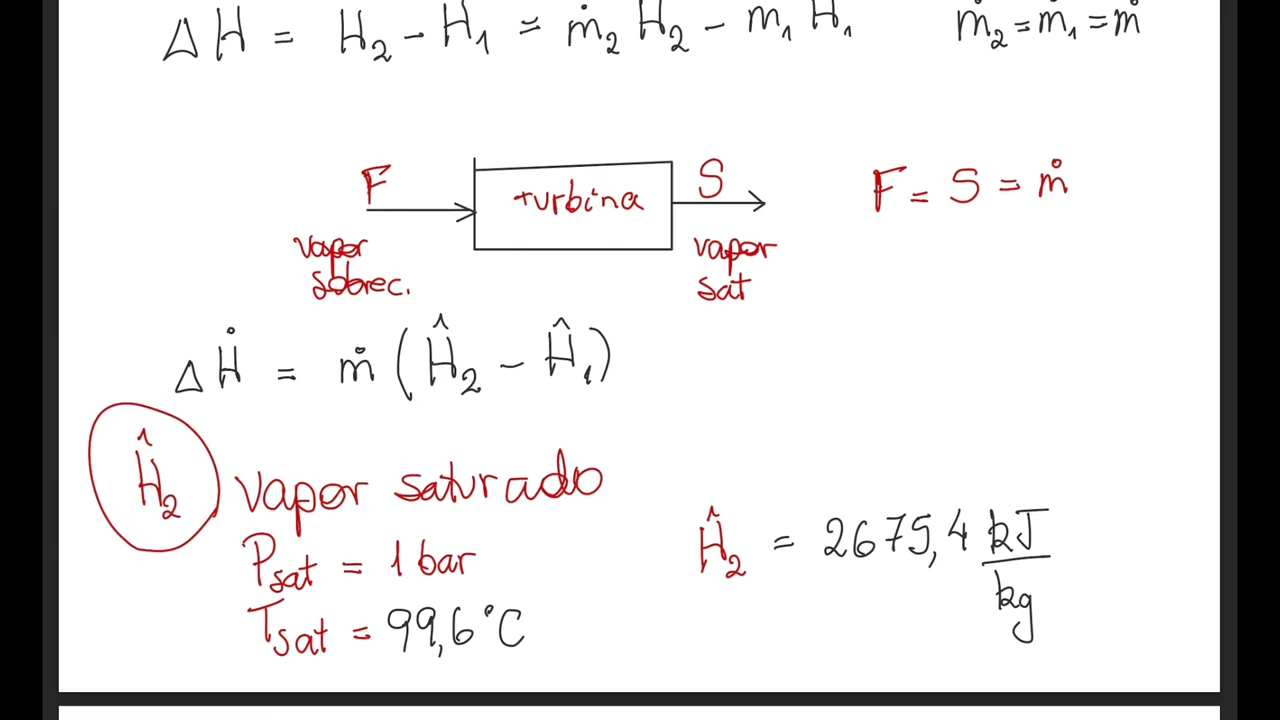 ΔH = H₂ - H₁ = ṁ₂ H₂ - m₁ H₁ ṁ₂ = ṁ₁ = ṁ
F turbina S F = S = ṁ
vapor sobrec. vapor sat
ΔḢ = ṁ (Ĥ₂ - Ĥ₁)
Ĥ₂ vapor saturado
Psat = 1 bar Ĥ₂ = 2675,4 kJ/kg
Tsat = 99,6°C